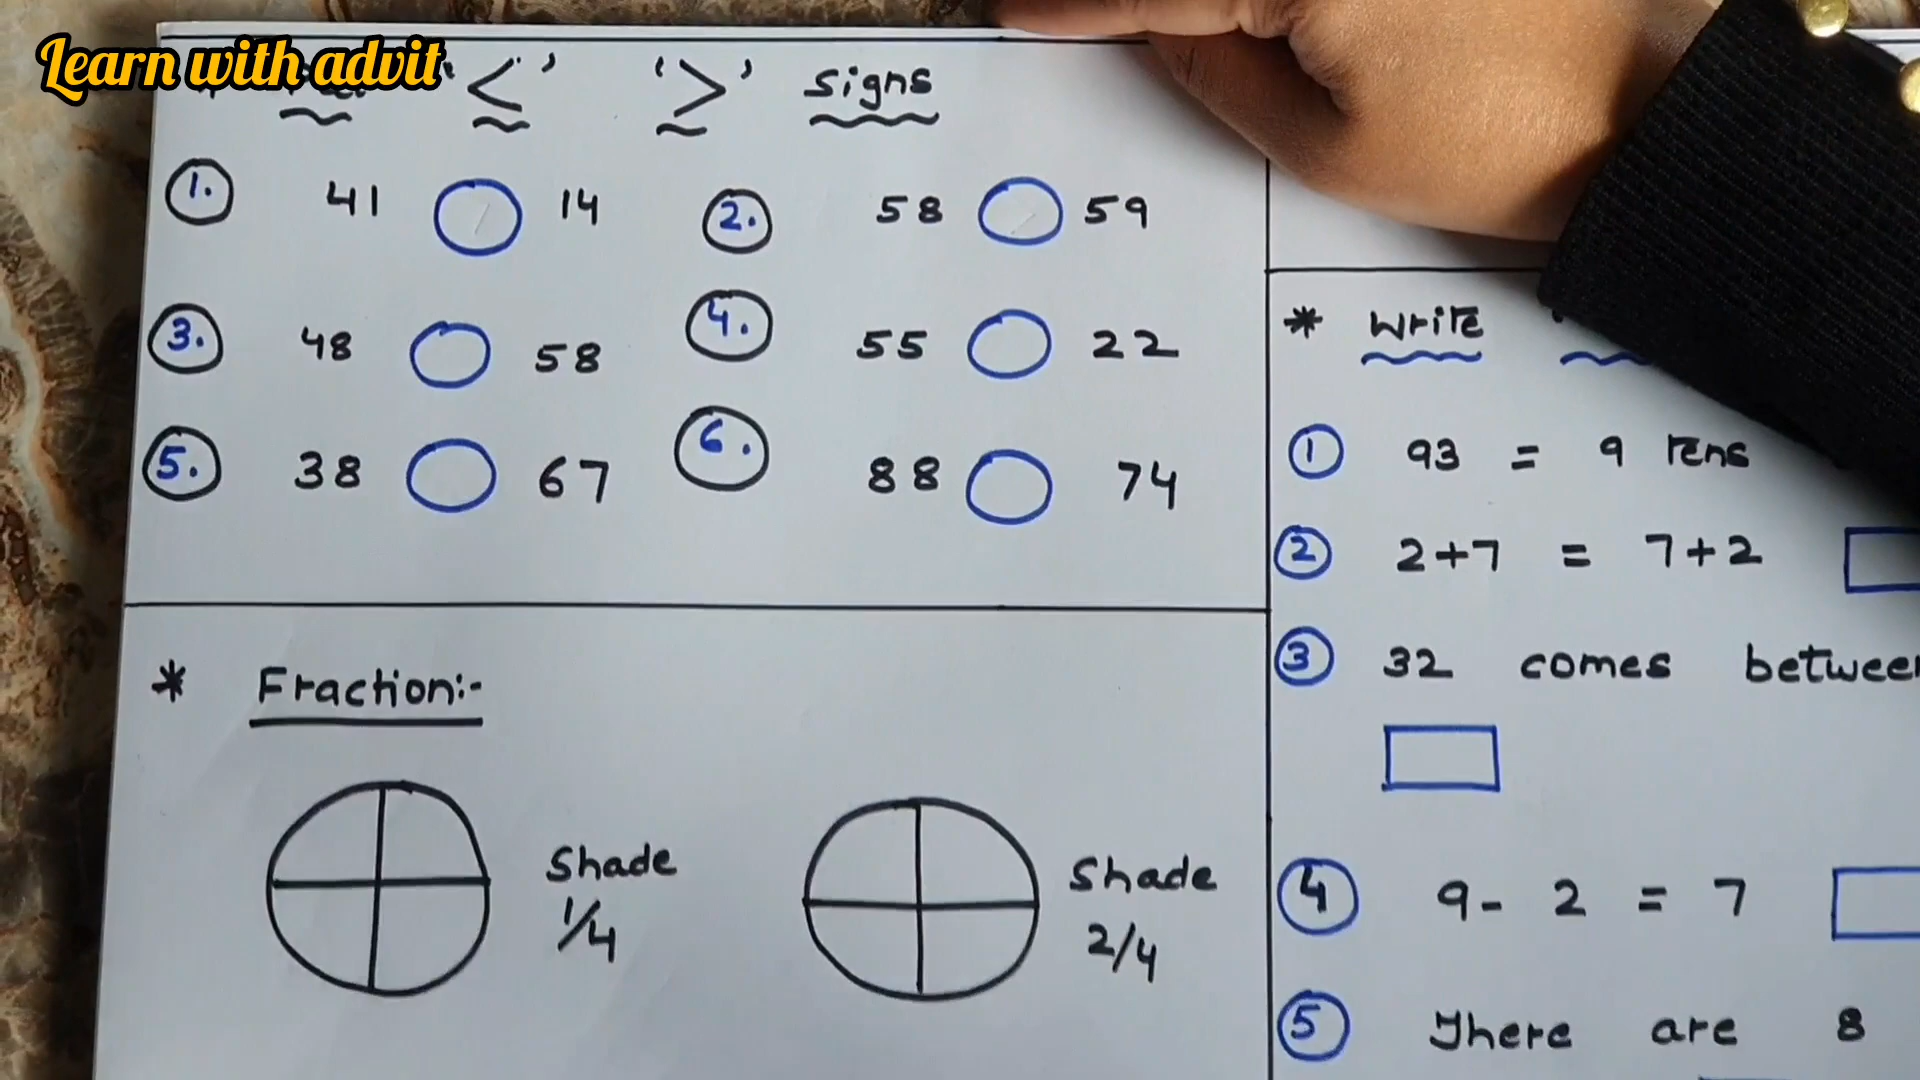 Learn with advit
'<' '>' signs
1. 41 14 2. 58 59
3. 48 58 4. 55 22
5. 38 67 6. 88 74
* Fraction:-
Shade
1/4
Shade
2/4
* Write
1 93 = 9 tens
2 2+7 = 7+2
3 32 comes between
4 9- 2 = 7
5 There are 8